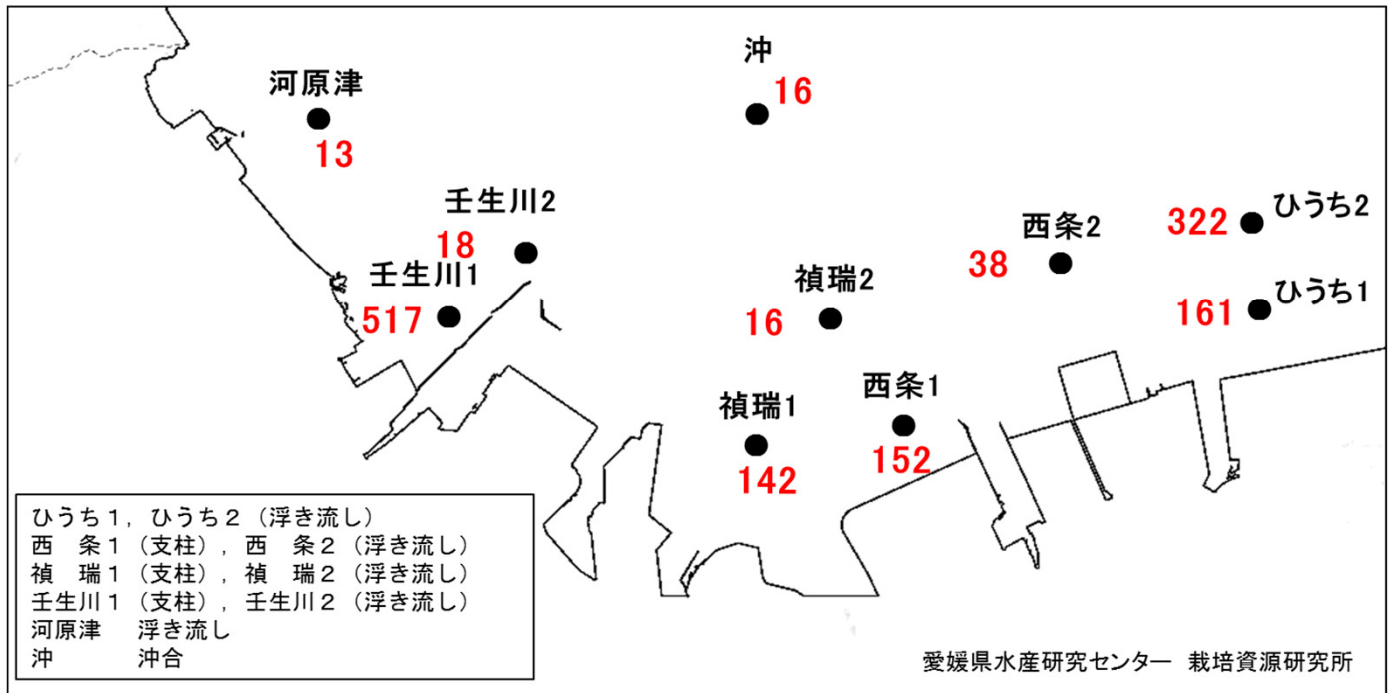 沖
16
河原津
13
壬生川2
18
壬生川1
517
西条2
38
ひうち2
322
ひうち1
161
禎瑞2
16
禎瑞1
142
西条1
152
ひうち1,ひうち2(浮き流し)
西 条1(支柱),西 条2(浮き流し)
禎 瑞1(支柱),禎 瑞2(浮き流し)
壬生川1(支柱),壬生川2(浮き流し)
河原津 浮き流し
沖 沖合
愛媛県水産研究センター 栽培資源研究所